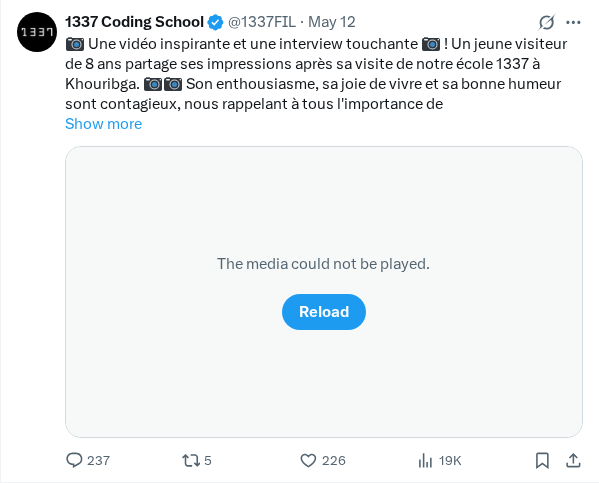 1337 Coding School @1337FIL · May 12
📷 Une vidéo inspirante et une interview touchante 📷 ! Un jeune visiteur
de 8 ans partage ses impressions après sa visite de notre école 1337 à
Khouribga. 📷📷 Son enthousiasme, sa joie de vivre et sa bonne humeur
sont contagieux, nous rappelant à tous l'importance de
Show more
The media could not be played.
Reload
237 5 226 19K